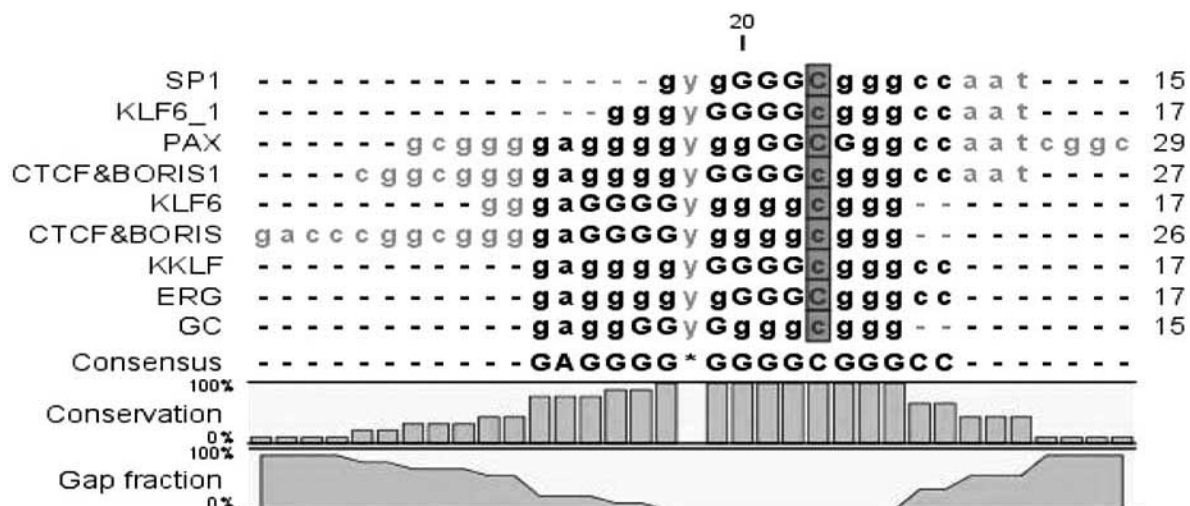 20
SP1 - - - - - - - - - - - - - - - - g y g G G G C g g g c c a a t - - - - 15
KLF6_1 - - - - - - - - - - - - - - g g g y G G G G c g g g c c a a t - - - - 17
PAX - - - - - - g c g g g g a g g g g y g g G G C G g g c c a a t c g g c 29
CTCF&BORIS1 - - - - c g g c g g g g a g g g g y G G G G c g g g c c a a t - - - - 27
KLF6 - - - - - - - - - g g g a G G G G y g g g g c g g g - - - - - - - - - 17
CTCF&BORIS g a c c c g g c g g g g a G G G G y g g g g c g g g - - - - - - - - - 26
KKLF - - - - - - - - - - - g a g g g g y G G G G c g g g c c - - - - - - - 17
ERG - - - - - - - - - - - g a g g g g y g G G G C g g g c c - - - - - - - 17
GC - - - - - - - - - - - g a g g G G y G g g g c g g g - - - - - - - - - 15
Consensus - - - - - - - - - - - G A G G G G * G G G G C G G G C C - - - - - - -
100%
Conservation
0%
100%
Gap fraction
0%